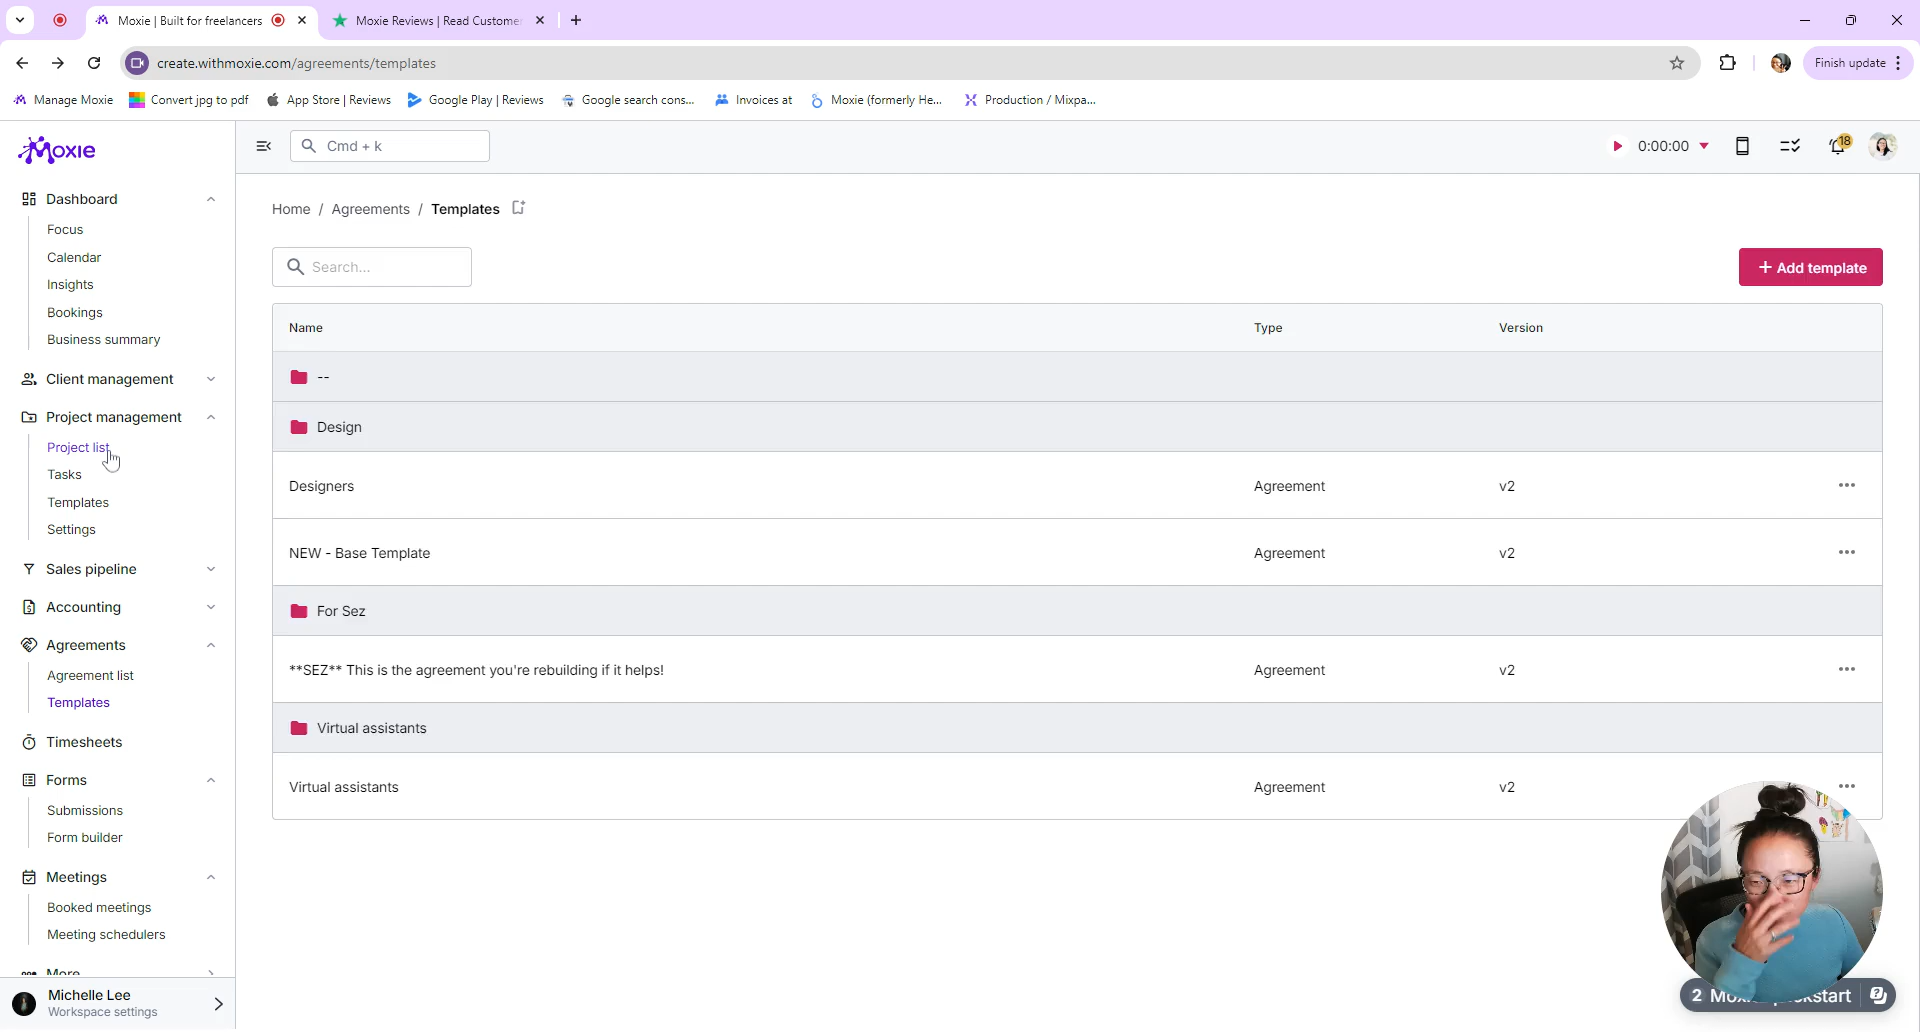 Moxie | Built for freelancers
Moxie Reviews | Read Custome
create.withmoxie.com/agreements/templates
Finish update
Manage Moxie
Convert jpg to pdf
App Store | Reviews
Google Play | Reviews
Google search cons...
Invoices at
Moxie (formerly He...
Production / Mixpa...
Moxie
Cmd + k
0:00:00
18
Dashboard
Focus
Calendar
Insights
Bookings
Business summary
Client management
Project management
Project list
Tasks
Templates
Settings
Sales pipeline
Accounting
Agreements
Agreement list
Templates
Timesheets
Forms
Submissions
Form builder
Meetings
Booked meetings
Meeting schedulers
More
Michelle Lee
Workspace settings
Home / Agreements / Templates
Search...
+ Add template
Name Type Version
--
Design
Designers Agreement v2
NEW - Base Template Agreement v2
For Sez
**SEZ** This is the agreement you're rebuilding if it helps! Agreement v2
Virtual assistants
Virtual assistants Agreement v2
2